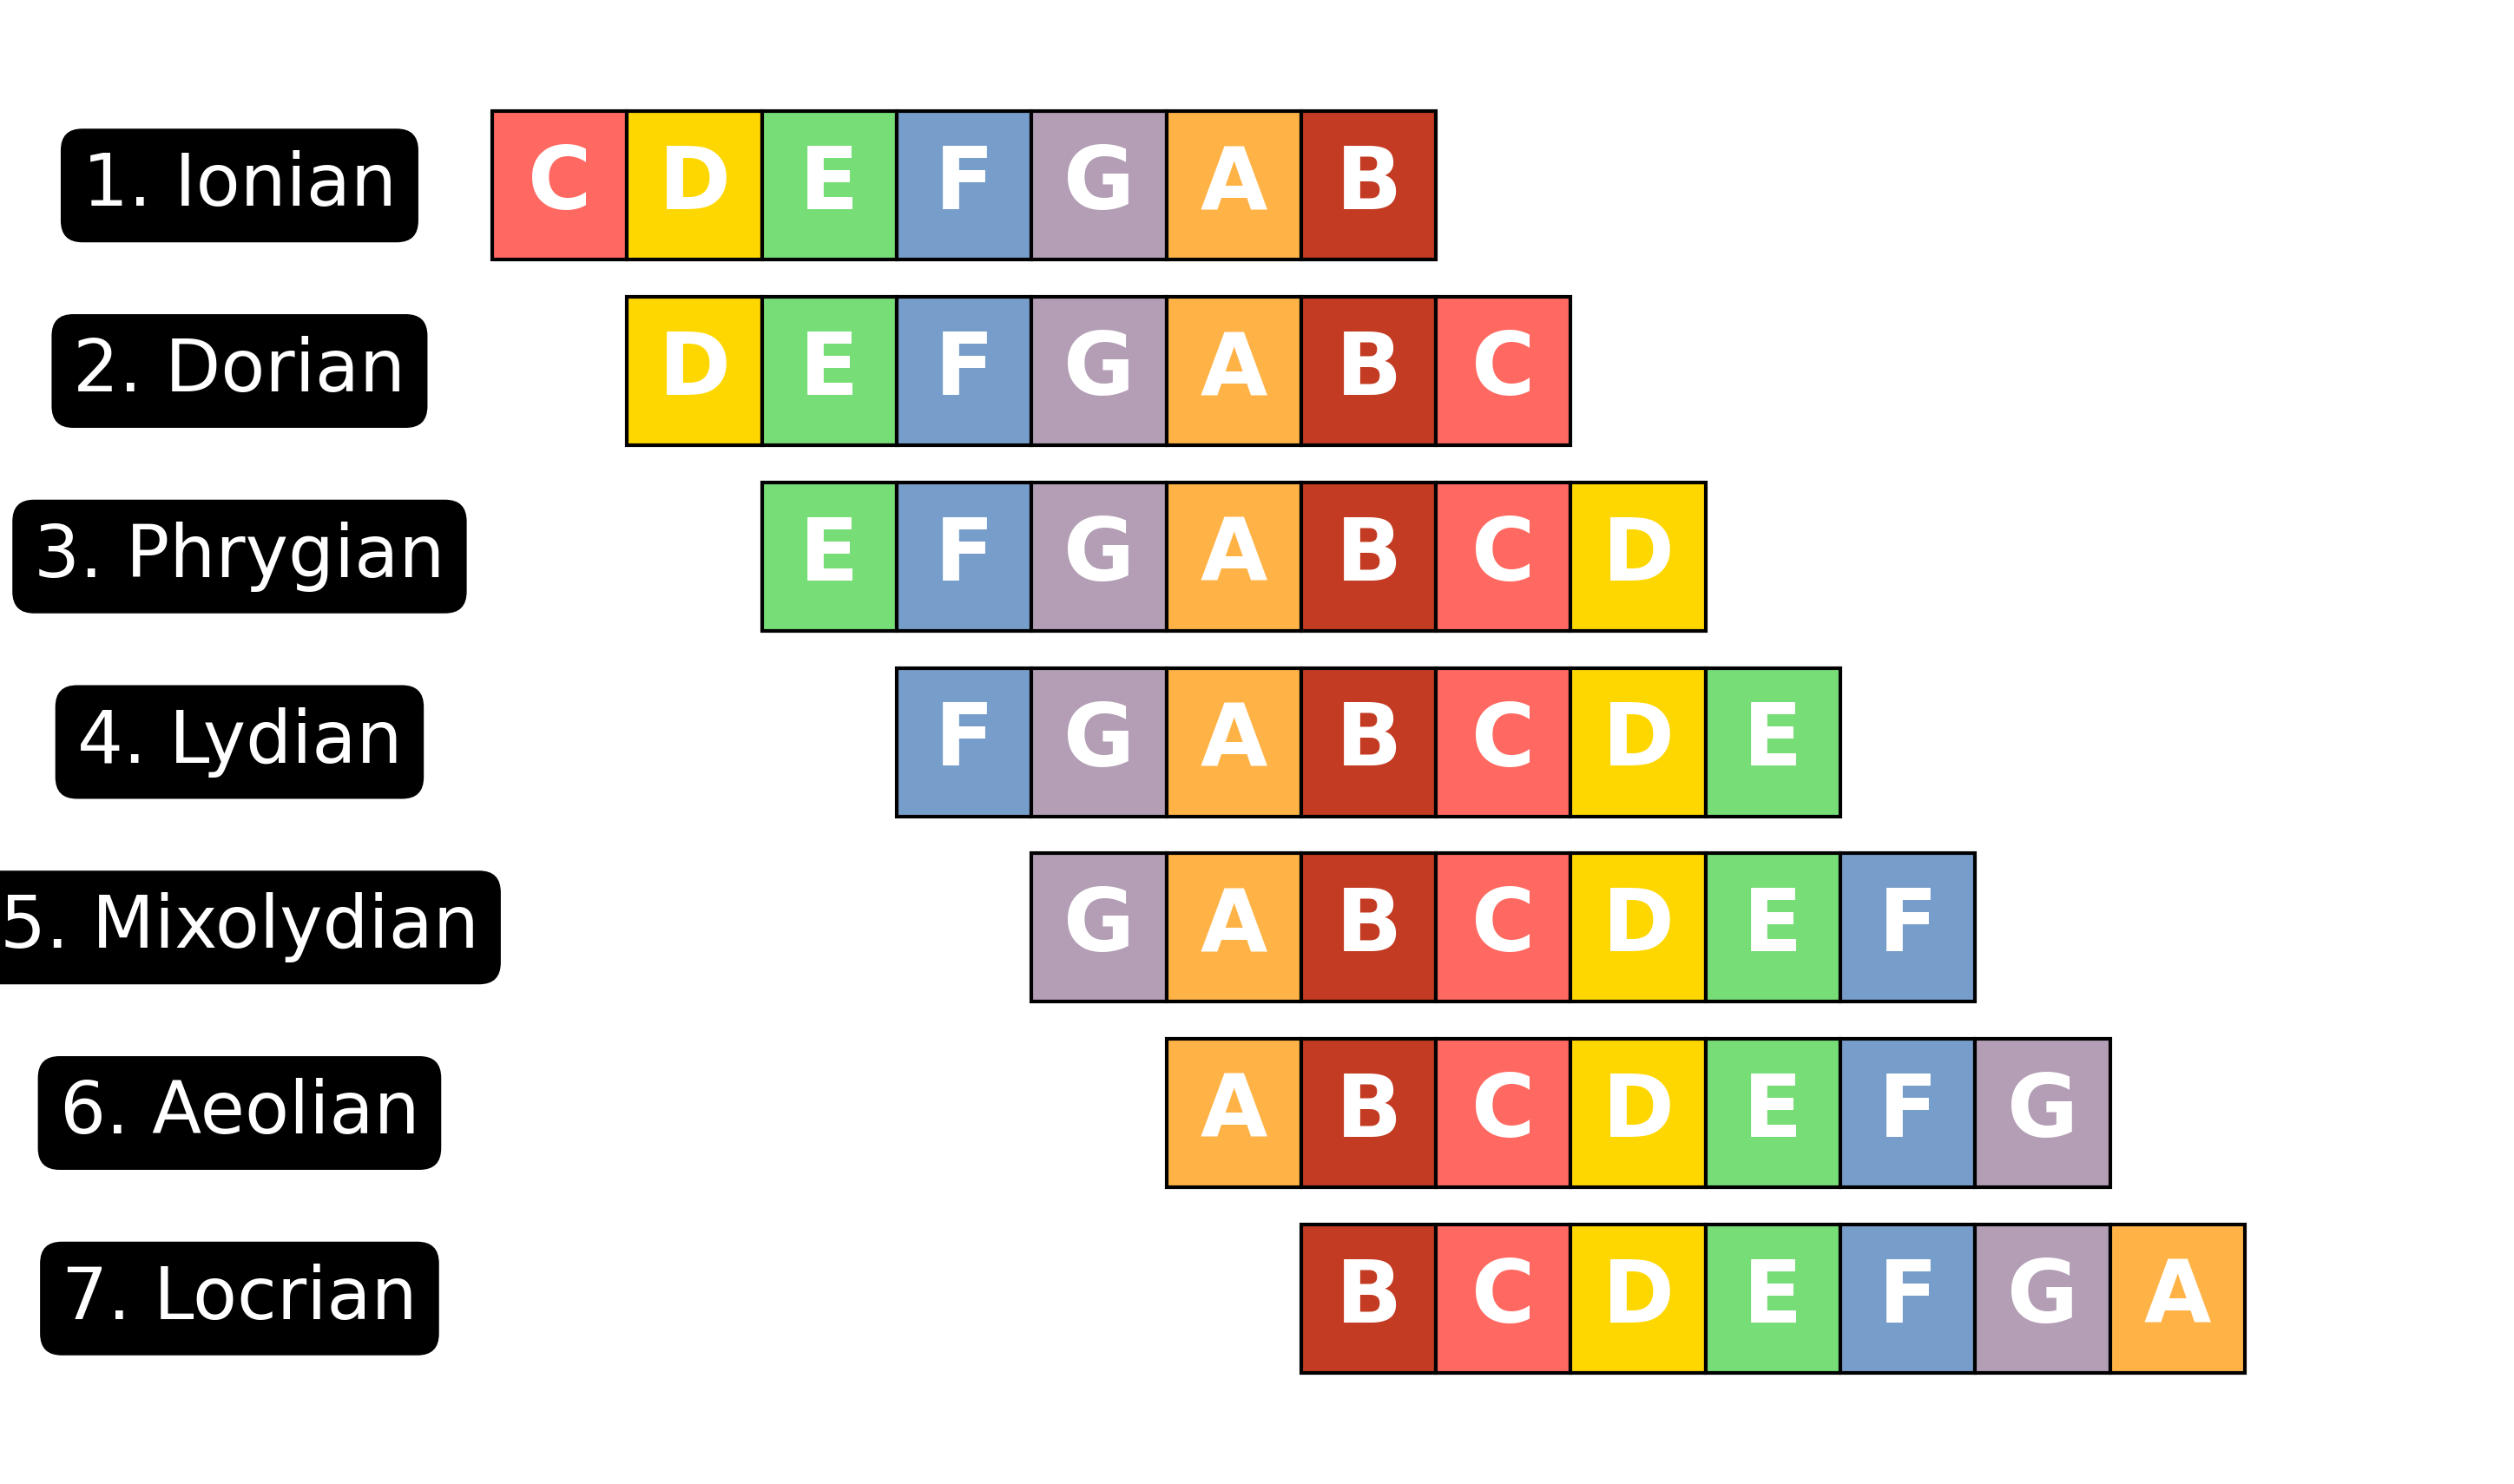 1. Ionian C D E F G A B
2. Dorian D E F G A B C
3. Phrygian E F G A B C D
4. Lydian F G A B C D E
5. Mixolydian G A B C D E F
6. Aeolian A B C D E F G
7. Locrian B C D E F G A